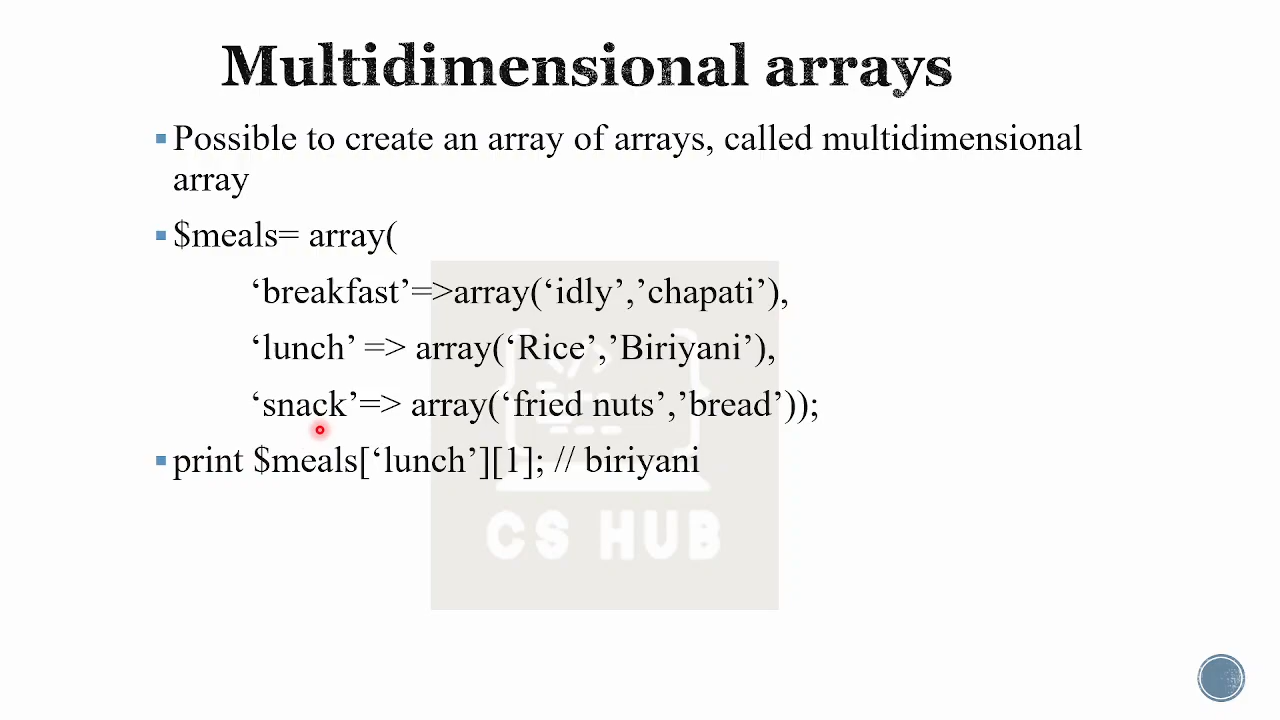 Multidimensional arrays
▪Possible to create an array of arrays, called multidimensional
array
▪$meals= array(
‘breakfast’=>array(‘idly’,’chapati’),
‘lunch’ => array(‘Rice’,’Biriyani’),
‘snack’=> array(‘fried nuts’,’bread’));
▪print $meals[‘lunch’][1]; // biriyani
CS HUB